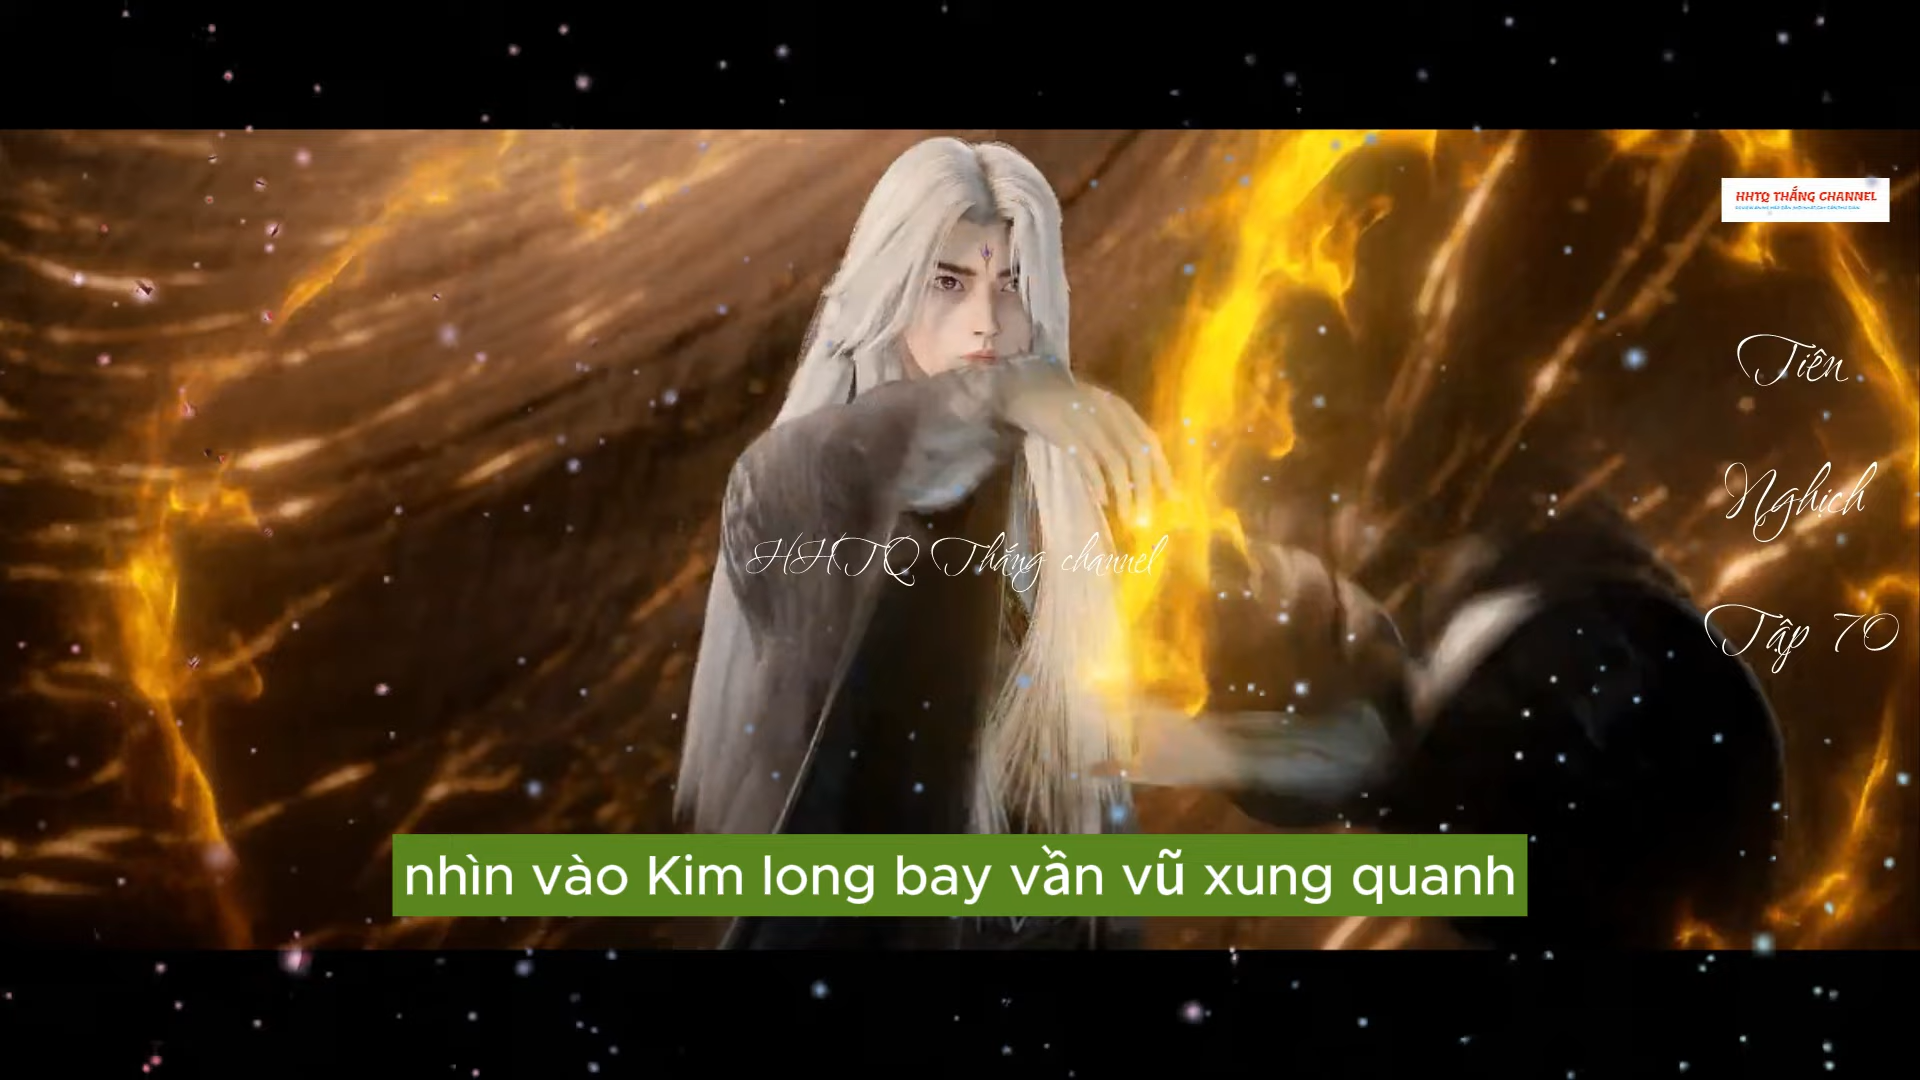 HHTQ THẮNG CHANNEL
Tiên
Nghịch
HHTQ Thắng channel
Tập 70
nhìn vào Kim long bay vần vũ xung quanh